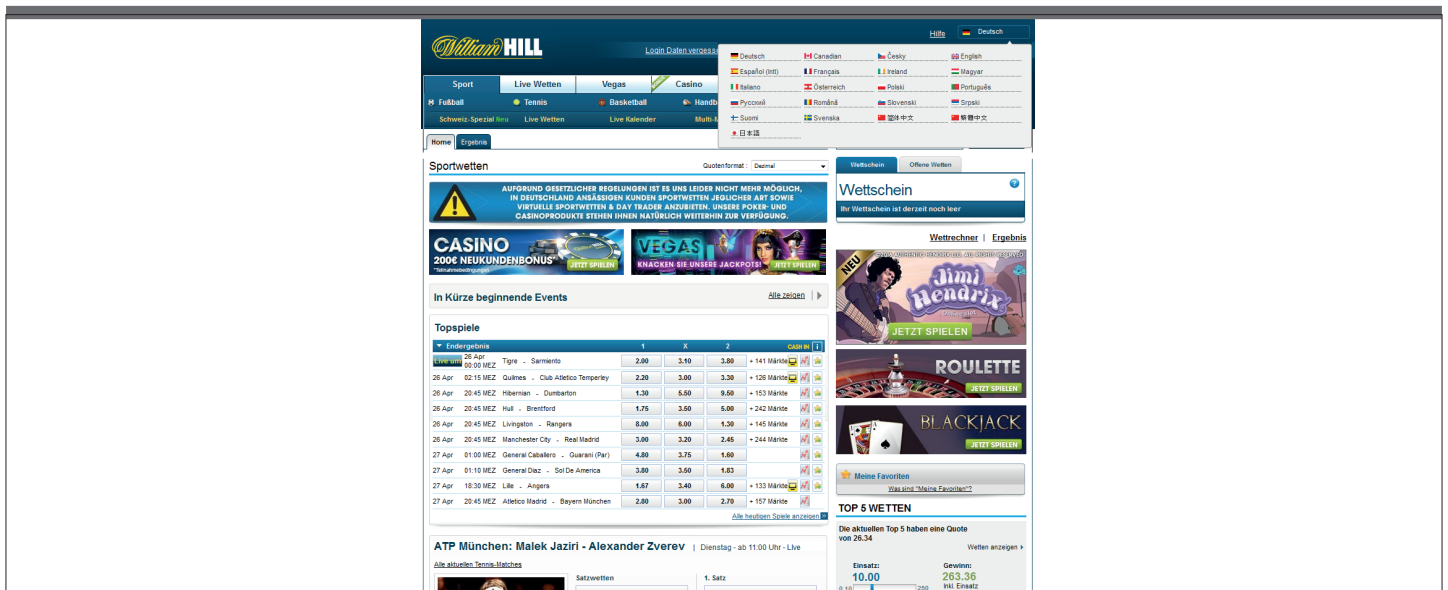 William HILL
Hilfe
Deutsch
Login Daten vergesse
Deutsch Canadian Česky English
Español (Intl) Français Ireland Magyar
Italiano Österreich Polski Português
Русский Română Slovenski Srpski
Suomi Svenska 简体中文 繁體中文
日本語
Sport Live Wetten Vegas Casino
Fußball Tennis Basketball Handb
Schweiz-Spezial Neu Live Wetten Live Kalender Multi-M
Home Ergebnis
Sportwetten
Quotenformat : Dezimal
AUFGRUND GESETZLICHER REGELUNGEN IST ES UNS LEIDER NICHT MEHR MÖGLICH,
IN DEUTSCHLAND ANSÄSSIGEN KUNDEN SPORTWETTEN JEGLICHER ART SOWIE
VIRTUELLE SPORTWETTEN & DAY TRADER ANZUBIETEN. UNSERE POKER- UND
CASINOPRODUKTE STEHEN IHNEN NATÜRLICH WEITERHIN ZUR VERFÜGUNG.
CASINO
200€ NEUKUNDENBONUS*
*Teilnahmebedingungen
JETZT SPIELEN
VEGAS
KNACKEN SIE UNSERE JACKPOTS!
JETZT SPIELEN
In Kürze beginnende Events
Alle zeigen
Topspiele
Endergebnis 1 X 2 CASH IN i
Live um 26 Apr 00:00 MEZ Tigre - Sarmiento 2.00 3.10 3.80 + 141 Märkte
26 Apr 02:15 MEZ Quilmes - Club Atletico Temperley 2.20 3.00 3.30 + 126 Märkte
26 Apr 20:45 MEZ Hibernian - Dumbarton 1.30 5.50 9.50 + 153 Märkte
26 Apr 20:45 MEZ Hull - Brentford 1.75 3.50 5.00 + 242 Märkte
26 Apr 20:45 MEZ Livingston - Rangers 8.00 6.00 1.30 + 145 Märkte
26 Apr 20:45 MEZ Manchester City - Real Madrid 3.00 3.20 2.45 + 244 Märkte
27 Apr 01:00 MEZ General Caballero - Guarani (Par) 4.80 3.75 1.60
27 Apr 01:10 MEZ General Diaz - Sol De America 3.80 3.50 1.83
27 Apr 18:30 MEZ Lille - Angers 1.67 3.40 6.00 + 133 Märkte
27 Apr 20:45 MEZ Atletico Madrid - Bayern München 2.80 3.00 2.70 + 157 Märkte
Alle heutigen Spiele anzeigen
ATP München: Malek Jaziri - Alexander Zverev | Dienstag - ab 11:00 Uhr - Live
Alle aktuellen Tennis-Matches
Satzwetten
1. Satz
Wettschein Offene Wetten
Wettschein
?
Ihr Wettschein ist derzeit noch leer
Wettrechner | Ergebnis
NEU
Jimi
Hendrix
Online slot
JETZT SPIELEN
ROULETTE
JETZT SPIELEN
BLACKJACK
JETZT SPIELEN
Meine Favoriten
Was sind "Meine Favoriten"?
TOP 5 WETTEN
Die aktuellen Top 5 haben eine Quote
von 26.34
Wetten anzeigen
Einsatz: Gewinn:
10.00 263.36
Inkl. Einsatz
0.10 250